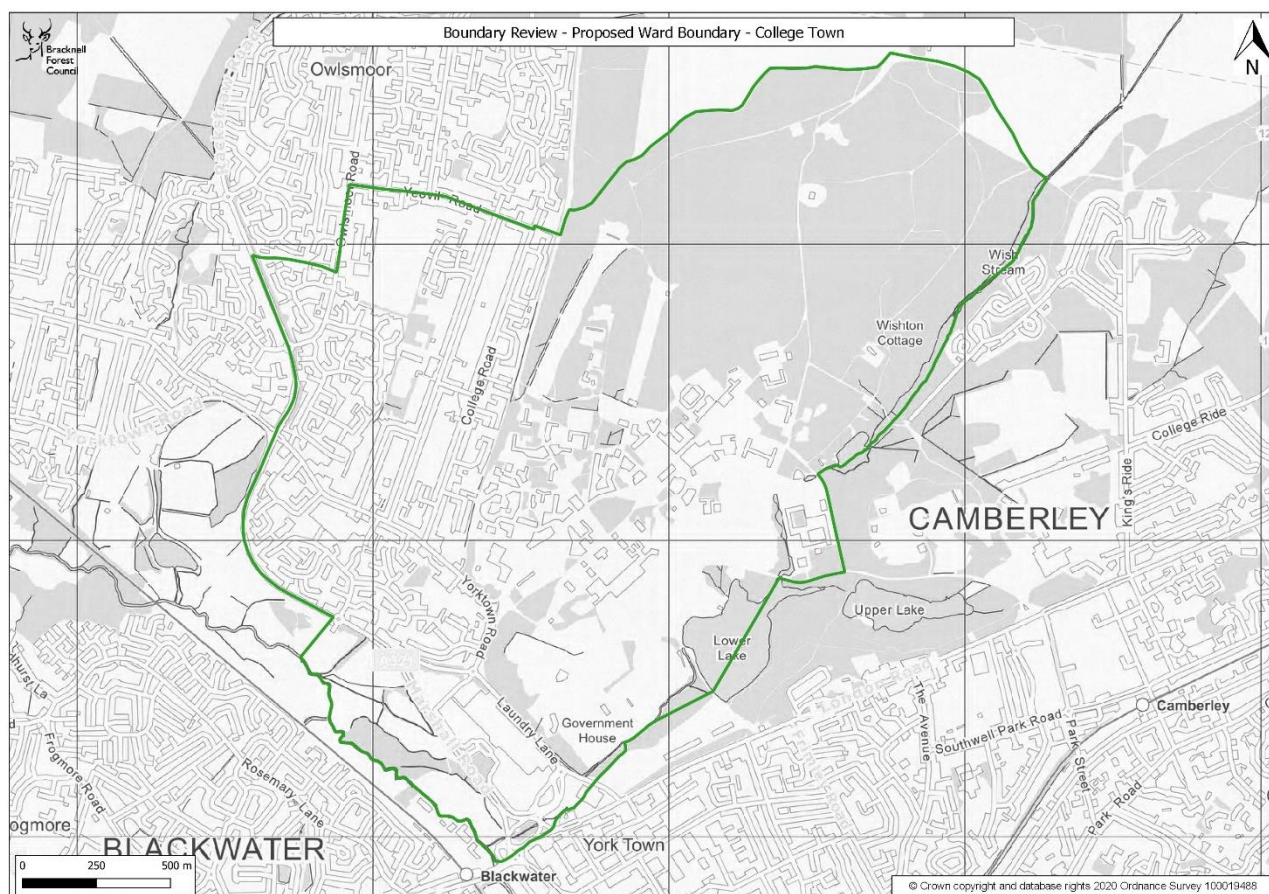 Boundary Review - Proposed Ward Boundary - College Town
Bracknell
Forest
Council
N
Owlsmoor
Owlsmoor Road
Yeovil Road
Wish
Stream
Wishton
Cottage
College Road
Yorktown Road
College Ride
King's Ride
CAMBERLEY
Yorktown Road
Upper Lake
Lower
Lake
London Road
The Avenue
Camberley
Southwell Park Road
Park Street
Park Road
Laundry Lane
Government
House
Frogmore Road
Rosemary Lane
ogmore
BLACKWATER
York Town
Blackwater
0 250 500 m
© Crown copyright and database rights 2020 Ordnance Survey 100019488